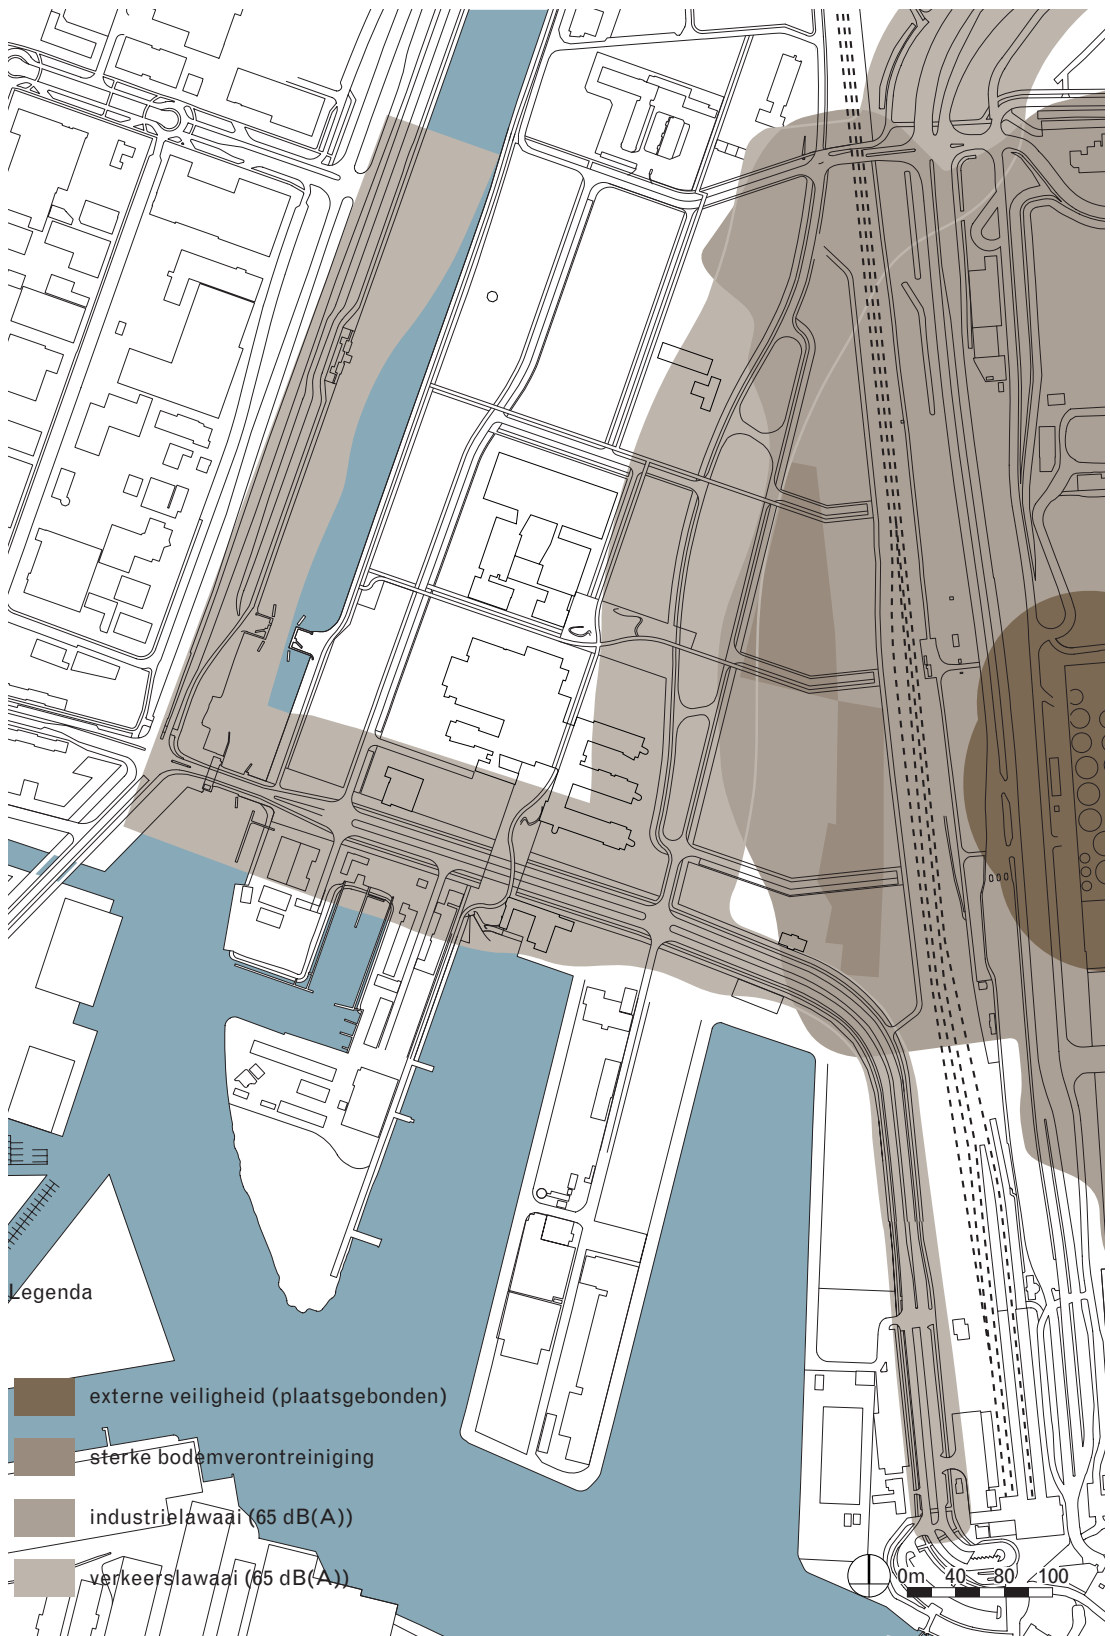 Legenda
externe veiligheid (plaatsgebonden)
sterke bodemverontreiniging
industrielawaai (65 dB(A))
verkeerslawaai (65 dB(A))
0m 40 80 100